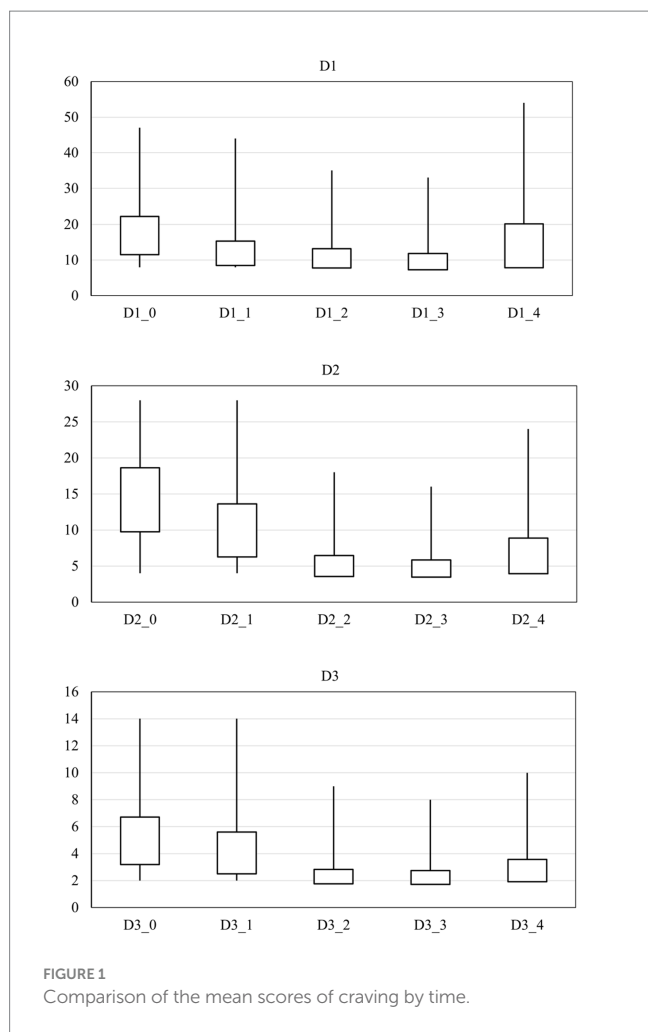 D1
60
50
40
30
20
10
0
D1_0 D1_1 D1_2 D1_3 D1_4
D2
30
25
20
15
10
5
0
D2_0 D2_1 D2_2 D2_3 D2_4
D3
16
14
12
10
8
6
4
2
0
D3_0 D3_1 D3_2 D3_3 D3_4
FIGURE 1
Comparison of the mean scores of craving by time.